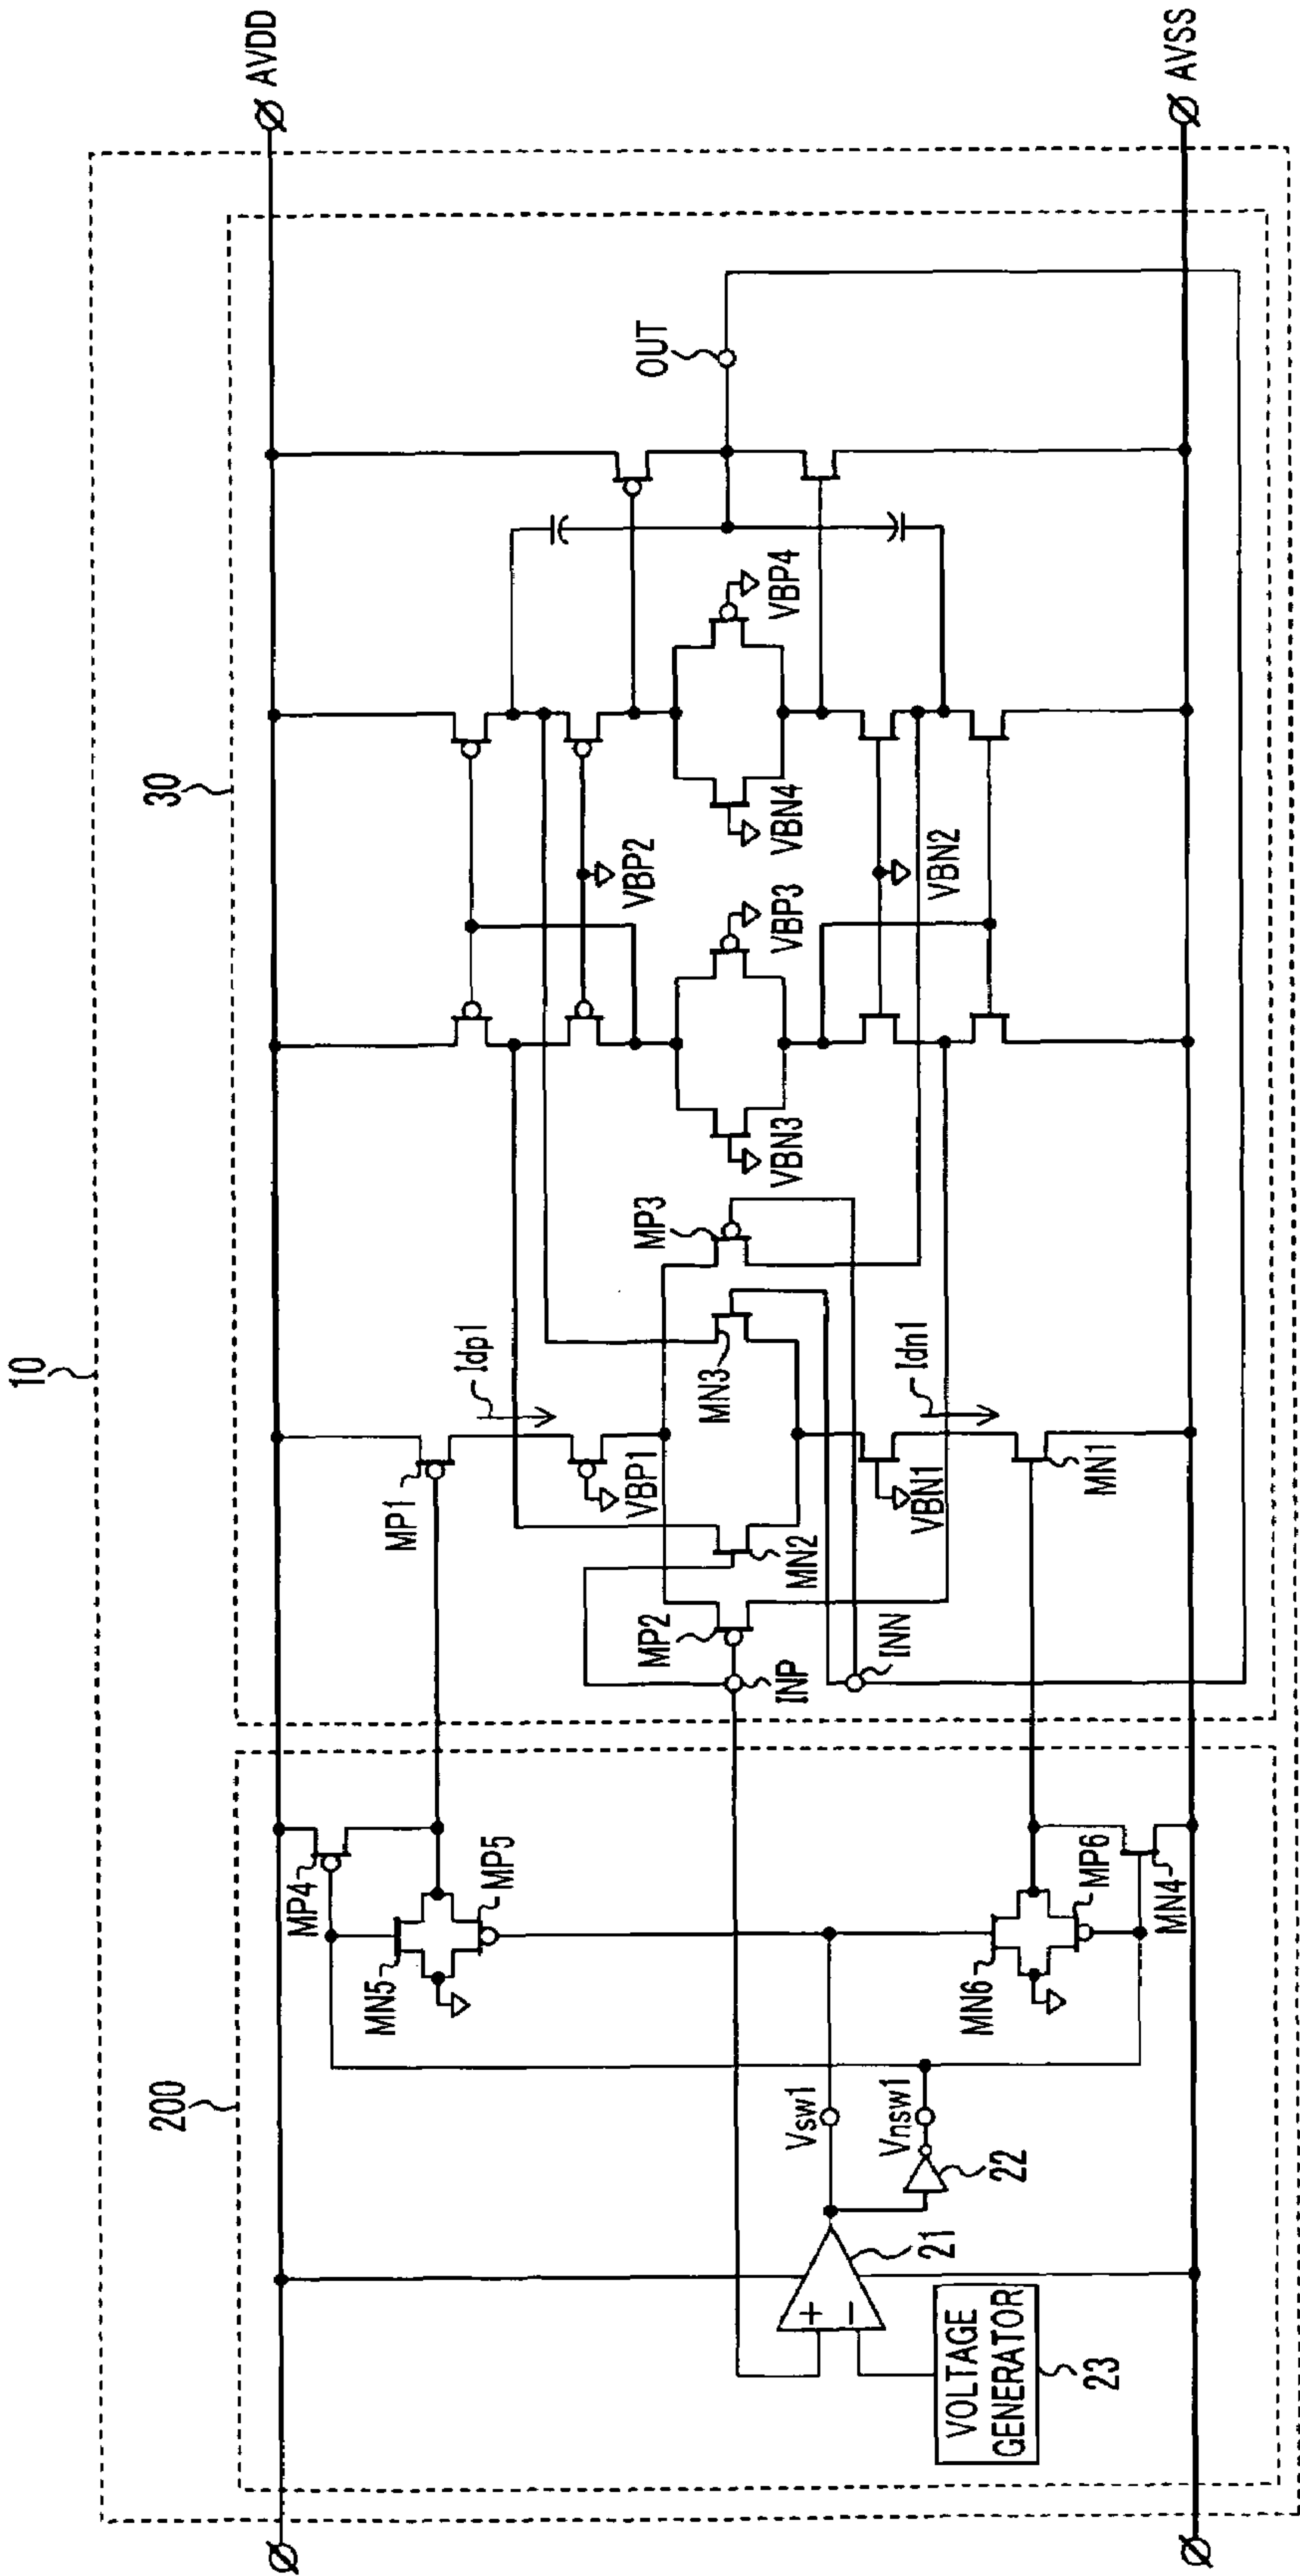 10
AVDD
AVSS
30
OUT
VBP4
VBN4
VBP2
VBN2
VBP3
VBN3
MP3
MN3
Idp1
Idn1
MP1
VBP1
VBN1
MN1
MN2
MP2
INP
INN
200
MP4
MP5
MN5
MP6
MN6
MN4
Vsw1
Vnsw1
22
21
VOLTAGE
GENERATOR
23
+
−